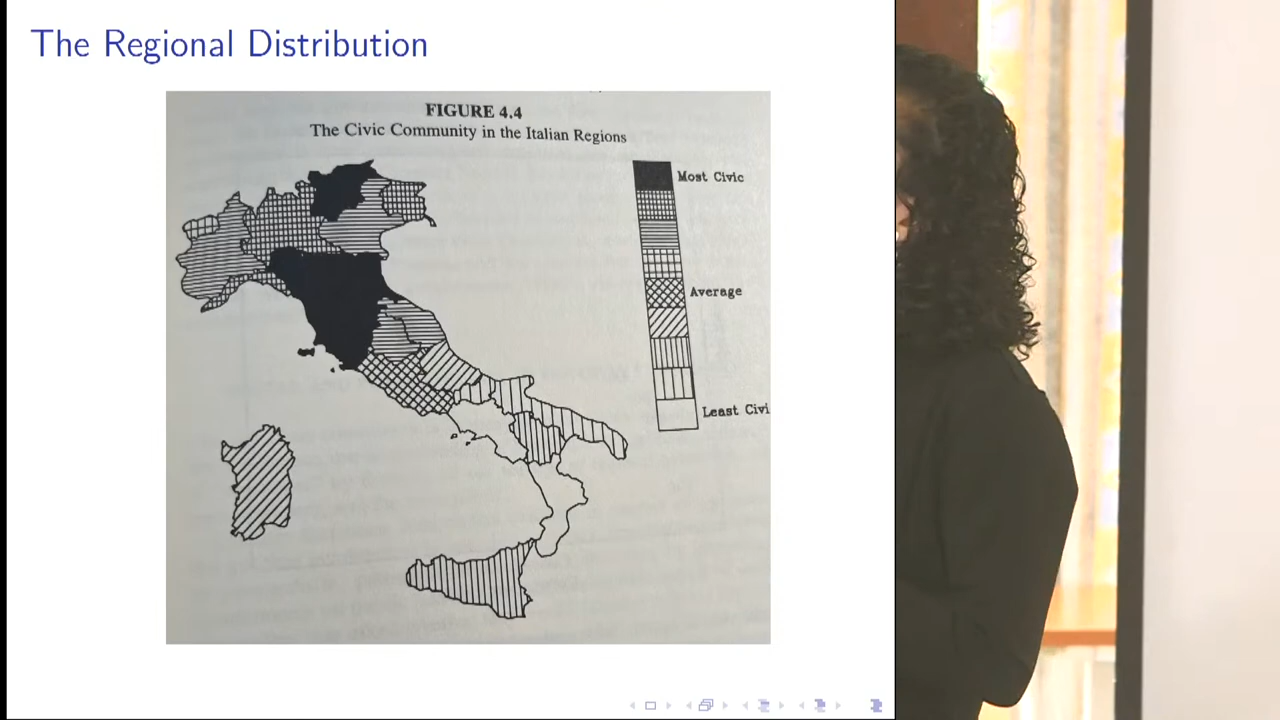 The Regional Distribution
FIGURE 4.4
The Civic Community in the Italian Regions
Most Civic
Average
Least Civi